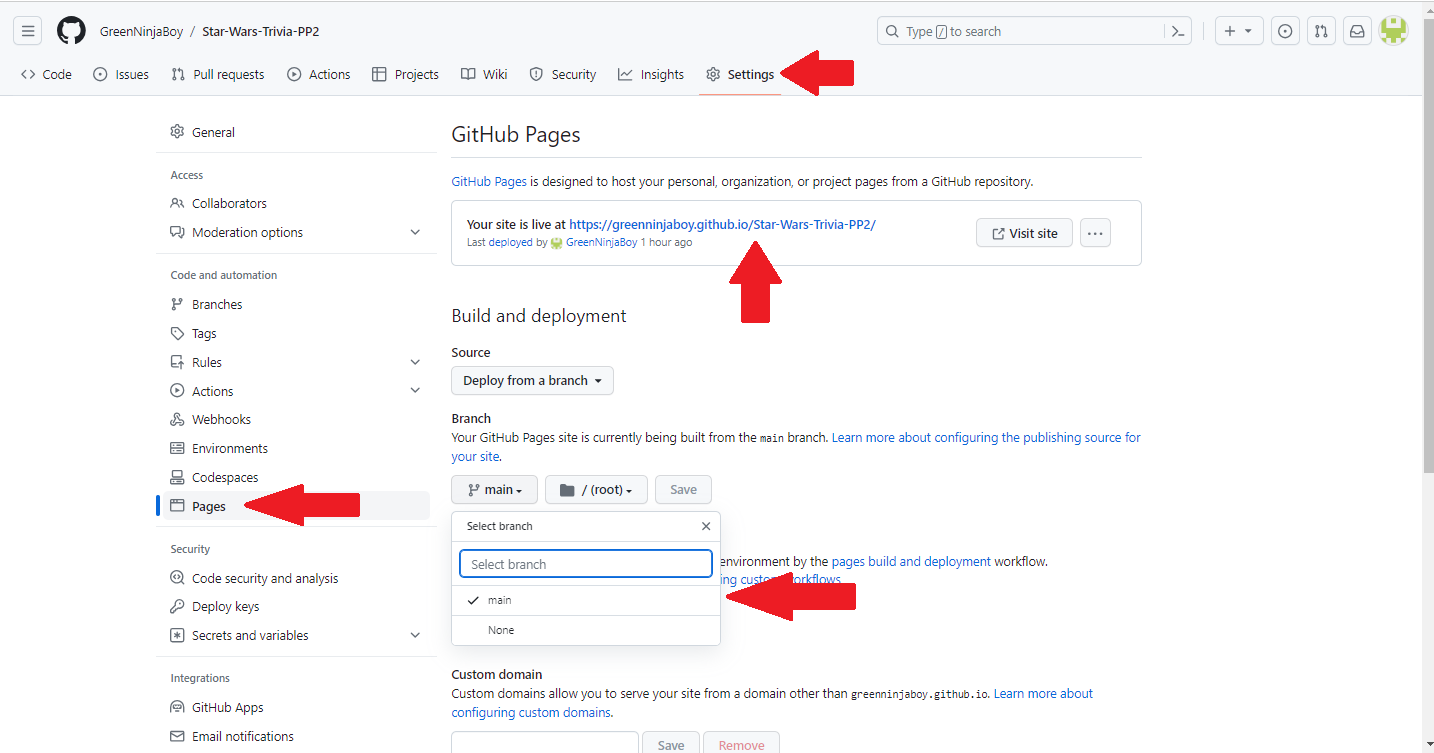 GreenNinjaBoy / Star-Wars-Trivia-PP2
Type / to search
Code Issues Pull requests Actions Projects Wiki Security Insights Settings
General
Access
Collaborators
Moderation options
Code and automation
Branches
Tags
Rules
Actions
Webhooks
Environments
Codespaces
Pages
Security
Code security and analysis
Deploy keys
Secrets and variables
Integrations
GitHub Apps
Email notifications
GitHub Pages
GitHub Pages is designed to host your personal, organization, or project pages from a GitHub repository.
Your site is live at https://greenninjaboy.github.io/Star-Wars-Trivia-PP2/
Last deployed by GreenNinjaBoy 1 hour ago
Visit site
Build and deployment
Source
Deploy from a branch
Branch
Your GitHub Pages site is currently being built from the main branch. Learn more about configuring the publishing source for
your site.
main / (root) Save
Select branch
Select branch
main
None
environment by the pages build and deployment workflow.
workflows.
Custom domain
Custom domains allow you to serve your site from a domain other than greenninjaboy.github.io. Learn more about
configuring custom domains.
Save Remove